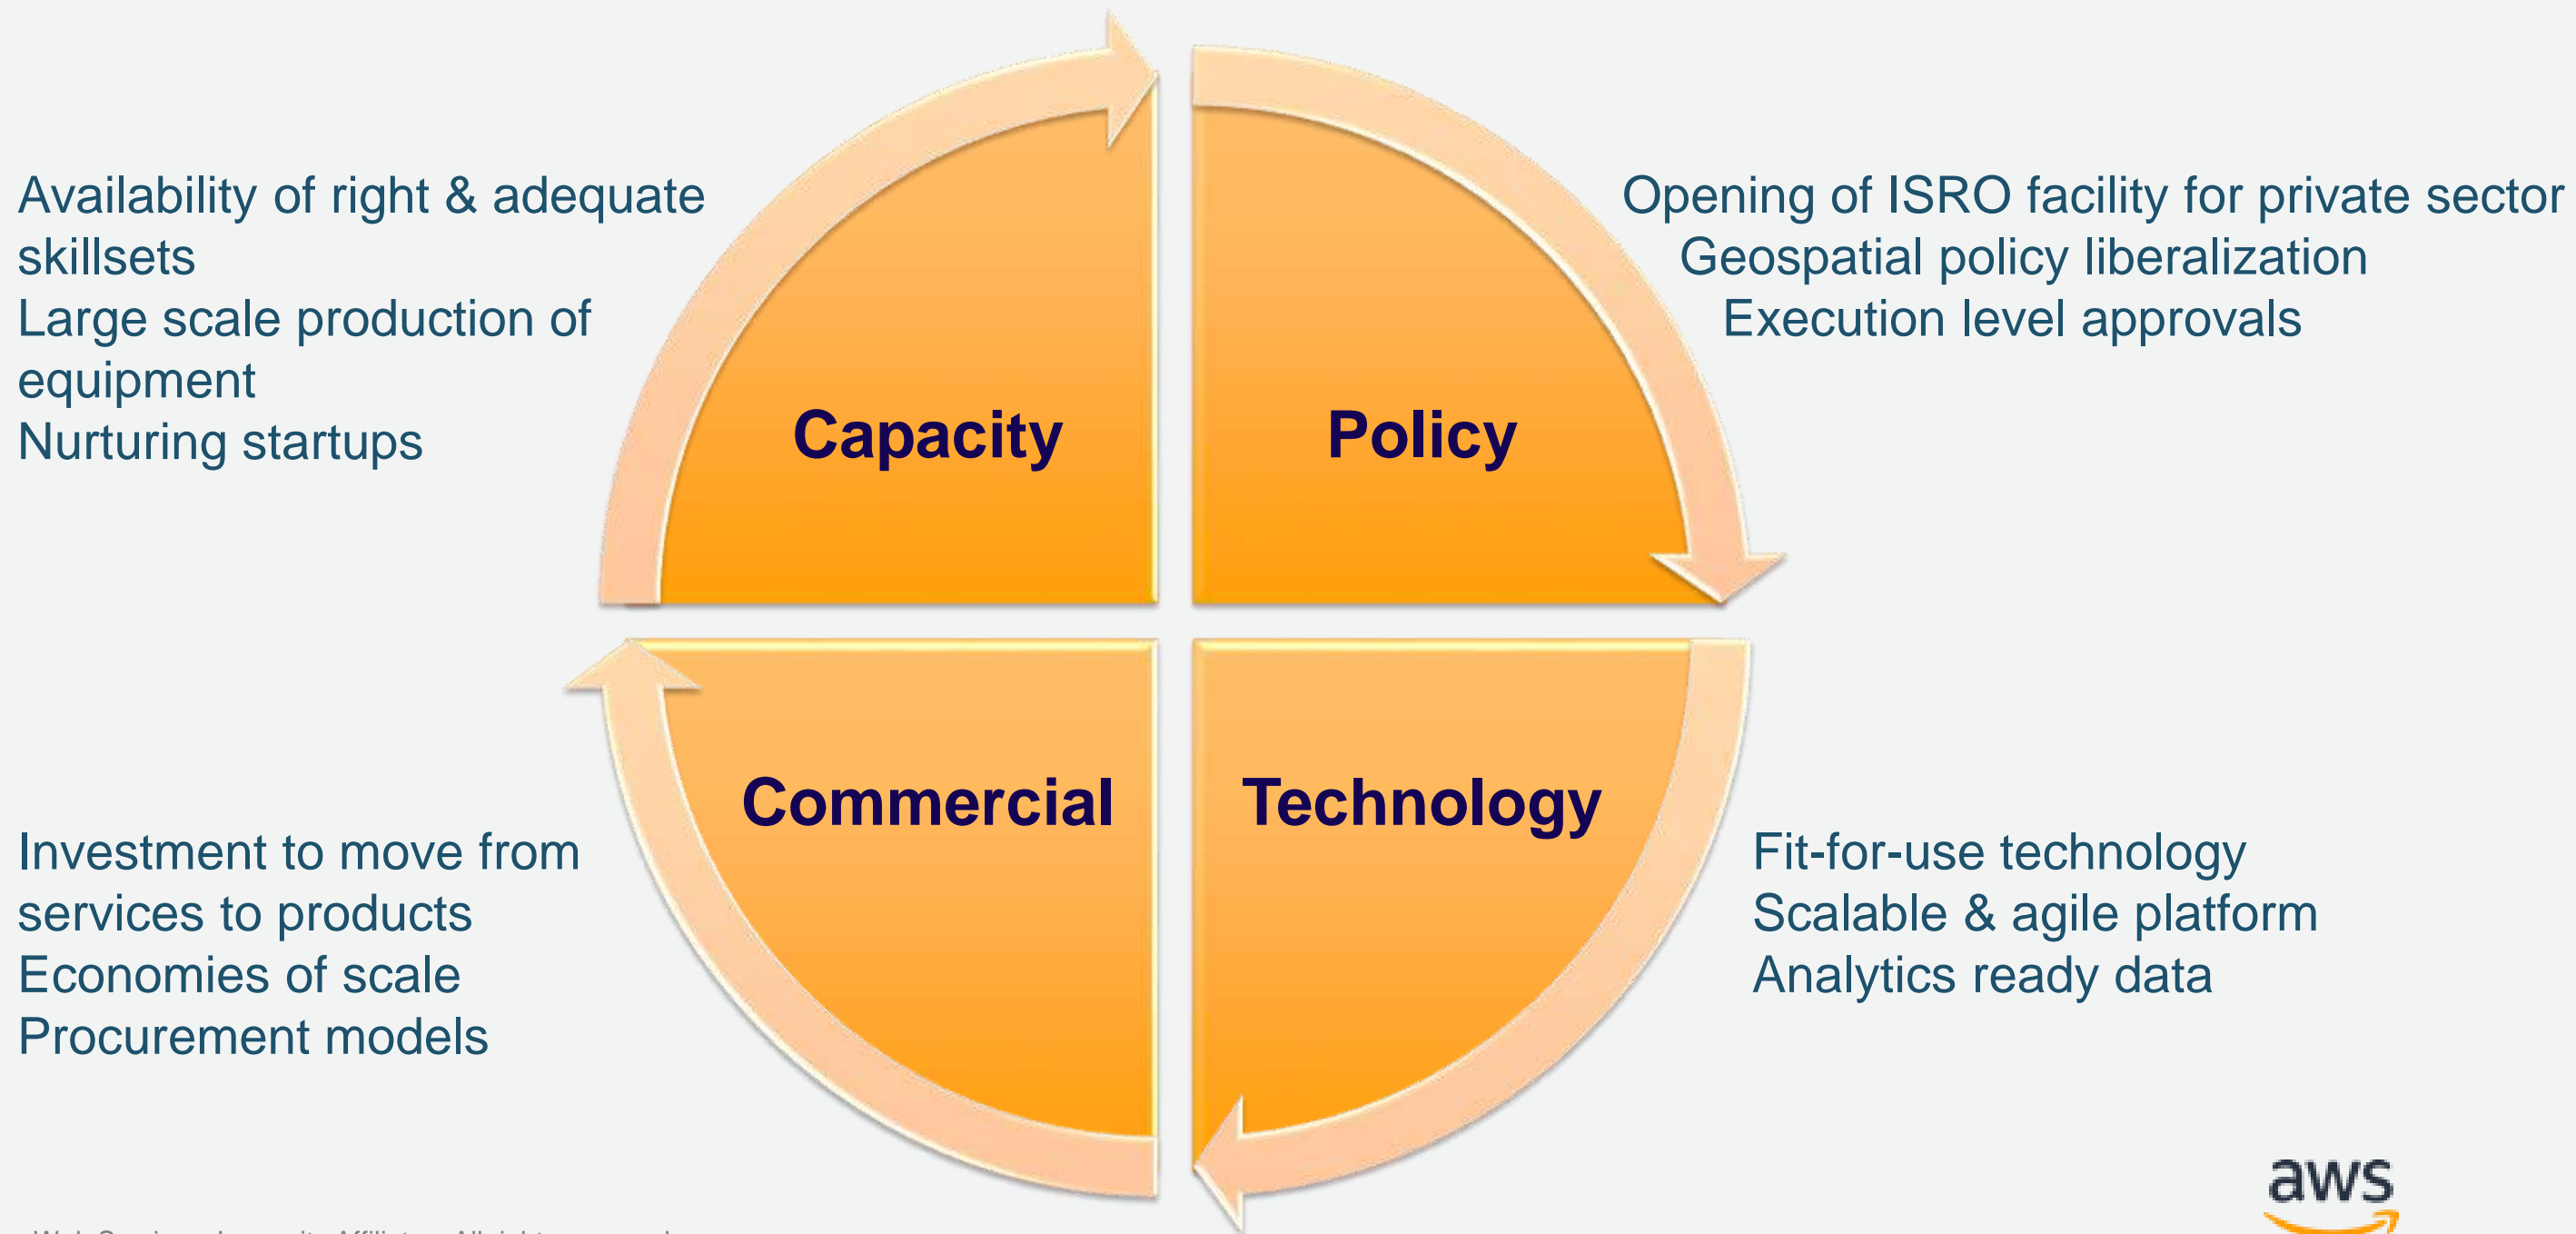 Availability of right & adequate
skillsets
Large scale production of
equipment
Nurturing startups
Capacity
Policy
Opening of ISRO facility for private sector
Geospatial policy liberalization
Execution level approvals
Investment to move from
services to products
Economies of scale
Procurement models
Commercial
Technology
Fit-for-use technology
Scalable & agile platform
Analytics ready data
aws